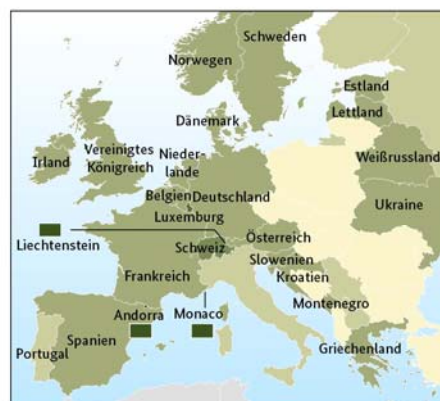 Schweden
Norwegen
Estland
Lettland
Dänemark
Irland
Vereinigtes
Königreich
Nieder-
lande
Weißrussland
Belgien
Deutschland
Ukraine
Luxemburg
Liechtenstein
Schweiz
Österreich
Slowenien
Kroatien
Frankreich
Montenegro
Andorra
Monaco
Portugal
Spanien
Griechenland